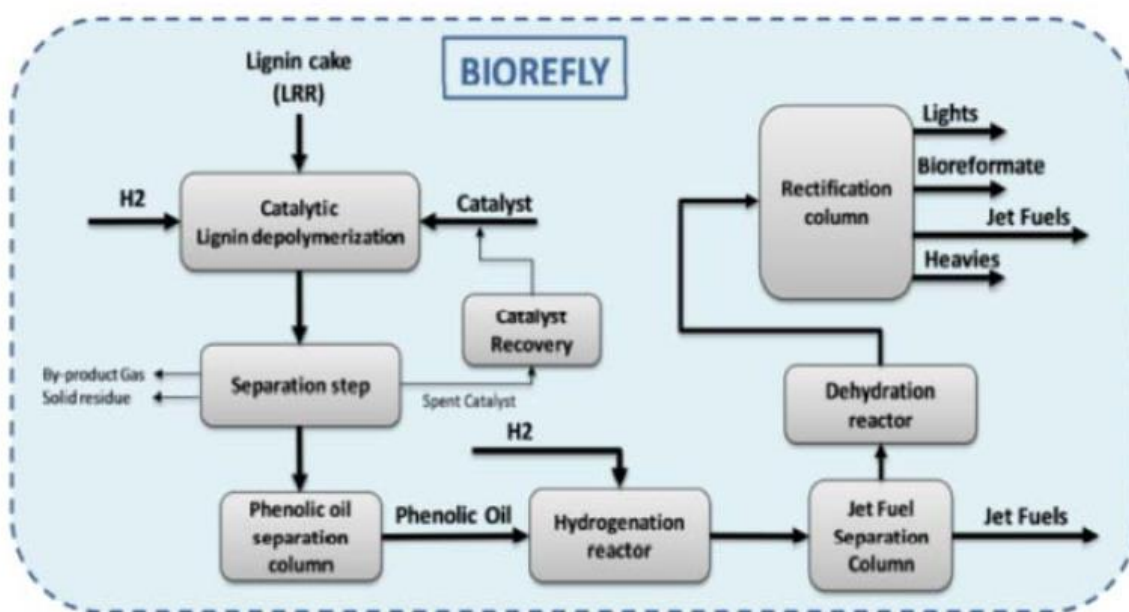 BIOREFLY
Lignin cake
(LRR)
H2
Catalytic
Lignin depolymerization
Catalyst
Catalyst
Recovery
By-product Gas
Solid residue
Separation step
Spent Catalyst
H2
Phenolic oil
separation
column
Phenolic Oil
Hydrogenation
reactor
Jet Fuel
Separation
Column
Jet Fuels
Dehydration
reactor
Rectification
column
Lights
Bioreformate
Jet Fuels
Heavies